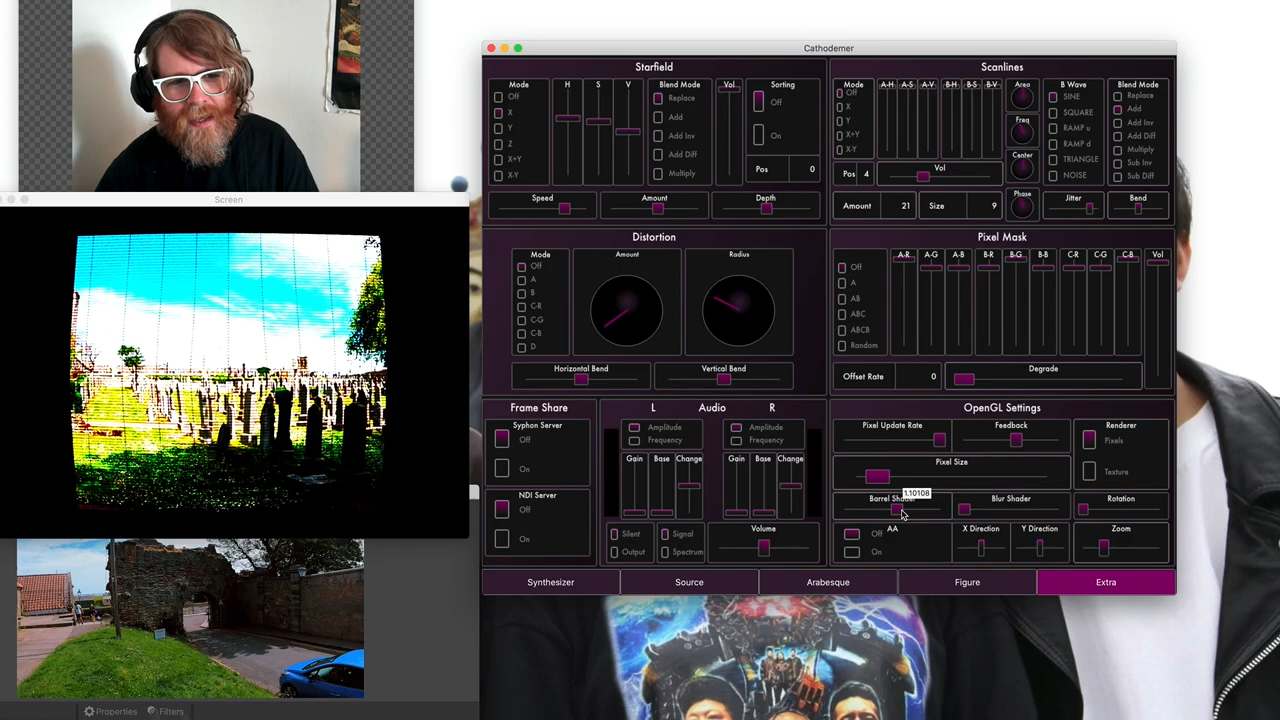 Cathodemer
Screen
Starfield
Mode
Off
X
Y
Z
X+Y
X-Y
H
S
V
Blend Mode
Replace
Add
Add Inv
Add Diff
Multiply
Vol
Sorting
Off
On
Pos 0
Speed
Amount
Depth
Scanlines
Mode
Off
X
Y
X+Y
X-Y
A-H A-S A-V B-H B-S B-V
Area
Freq
Center
Phase
B Wave
SINE
SQUARE
RAMP u
RAMP d
TRIANGLE
NOISE
Blend Mode
Replace
Add
Add Inv
Add Diff
Multiply
Sub Inv
Sub Diff
Pos 4
Vol
Amount 21
Size 9
Jitter
Bend
Distortion
Mode
Off
A
B
C-R
C-G
C-B
D
Amount
Radius
Horizontal Bend
Vertical Bend
Pixel Mask
Off
A
AB
ABC
ABCB
Random
A-R A-G A-B B-R B-G B-B C-R C-G C-B Vol
Offset Rate 0
Degrade
Frame Share
Syphon Server
Off
On
NDI Server
Off
On
L Audio R
Amplitude
Frequency
Gain Base Change
Amplitude
Frequency
Gain Base Change
Silent
Output
Signal
Spectrum
Volume
OpenGL Settings
Pixel Update Rate
Feedback
Renderer
Pixels
Texture
Pixel Size
1.10108
Barrel Shader
Blur Shader
Rotation
AA
Off
On
X Direction
Y Direction
Zoom
Synthesizer
Source
Arabesque
Figure
Extra
Properties
Filters